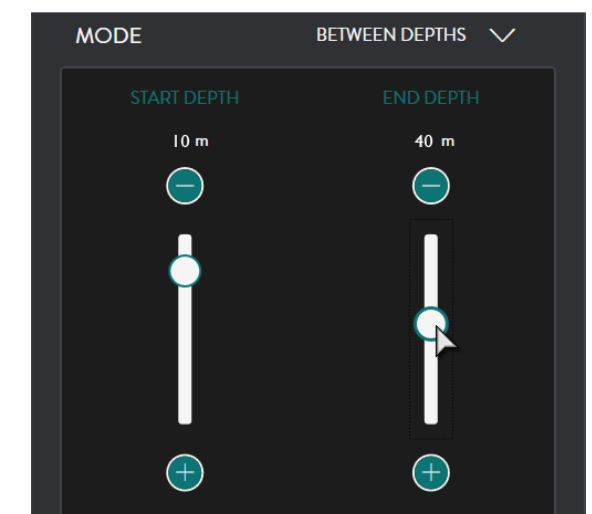 MODE BETWEEN DEPTHS
START DEPTH END DEPTH
10 m 40 m